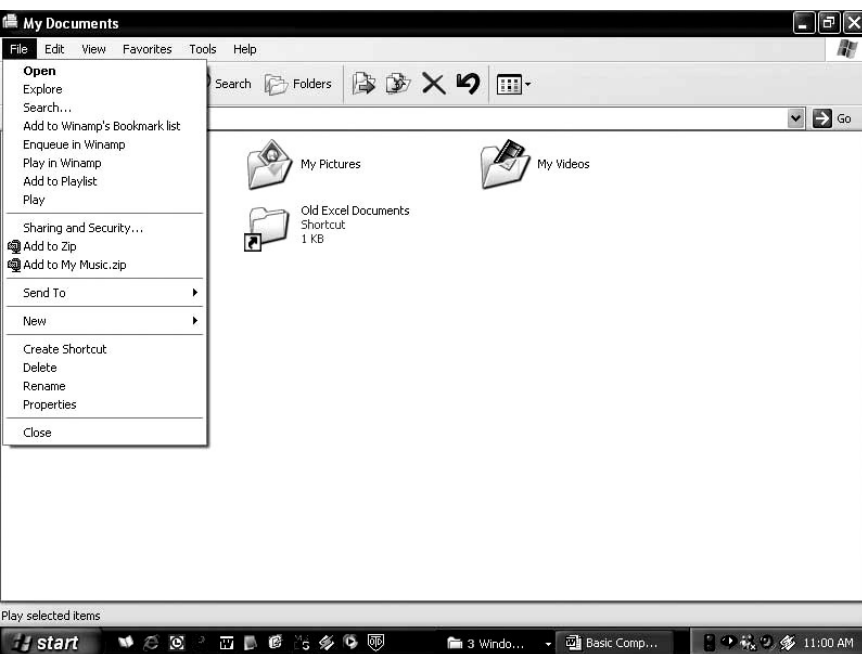 My Documents
File Edit View Favorites Tools Help
Search Folders
Go
Open
Explore
Search...
Add to Winamp's Bookmark list
Enqueue in Winamp
Play in Winamp
Add to Playlist
Play
Sharing and Security...
Add to Zip
Add to My Music.zip
Send To
New
Create Shortcut
Delete
Rename
Properties
Close
My Pictures
My Videos
Old Excel Documents
Shortcut
1 KB
Play selected items
start 3 Windo... Basic Comp... 11:00 AM